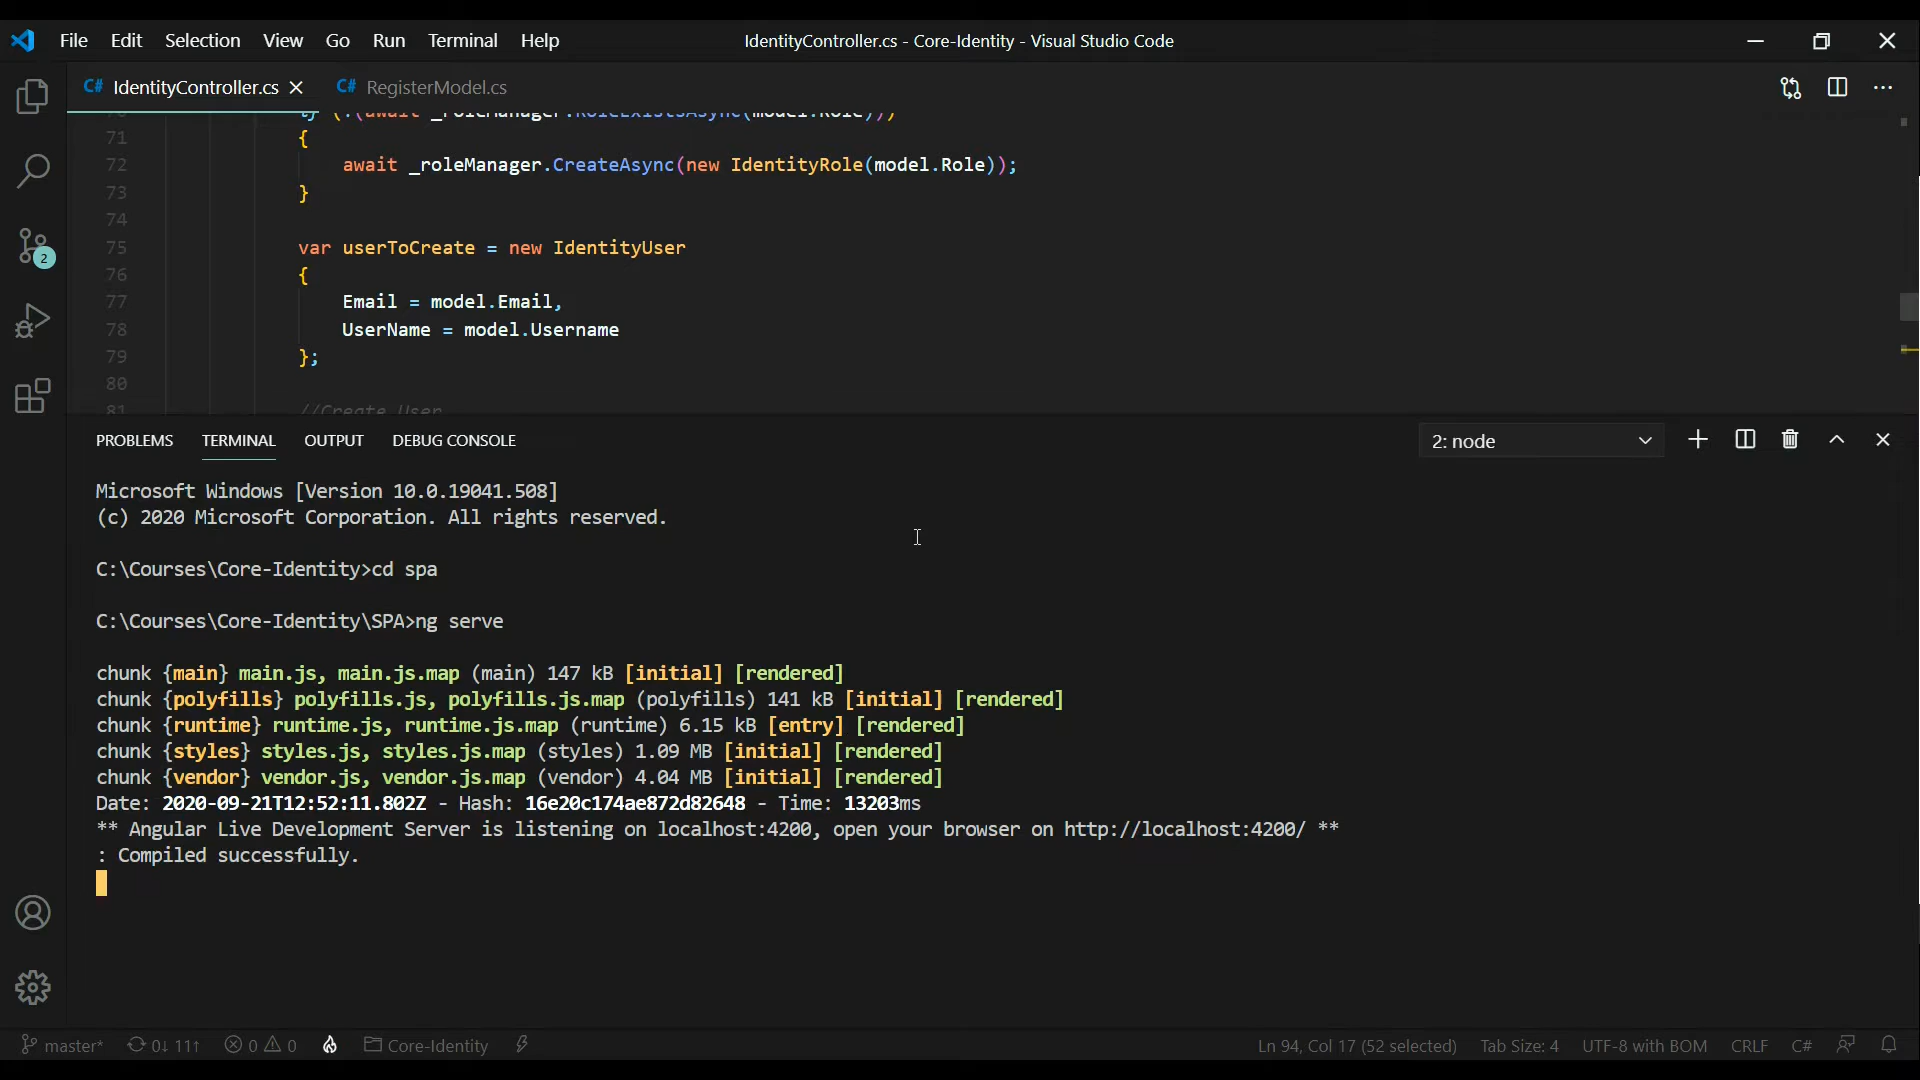 File Edit Selection View Go Run Terminal Help
IdentityController.cs - Core-Identity - Visual Studio Code
C# IdentityController.cs
C# RegisterModel.cs
(!(await _roleManager.RoleExistsAsync(model.Role)))
71 {
72 await _roleManager.CreateAsync(new IdentityRole(model.Role));
73 }
74
75 var userToCreate = new IdentityUser
76 {
77 Email = model.Email,
78 UserName = model.Username
79 };
80
81 //Create User
2
PROBLEMS TERMINAL OUTPUT DEBUG CONSOLE
2: node
Microsoft Windows [Version 10.0.19041.508]
(c) 2020 Microsoft Corporation. All rights reserved.
C:\Courses\Core-Identity>cd spa
C:\Courses\Core-Identity\SPA>ng serve
chunk {main} main.js, main.js.map (main) 147 kB [initial] [rendered]
chunk {polyfills} polyfills.js, polyfills.js.map (polyfills) 141 kB [initial] [rendered]
chunk {runtime} runtime.js, runtime.js.map (runtime) 6.15 kB [entry] [rendered]
chunk {styles} styles.js, styles.js.map (styles) 1.09 MB [initial] [rendered]
chunk {vendor} vendor.js, vendor.js.map (vendor) 4.04 MB [initial] [rendered]
Date: 2020-09-21T12:52:11.802Z - Hash: 16e20c174ae872d82648 - Time: 13203ms
** Angular Live Development Server is listening on localhost:4200, open your browser on http://localhost:4200/ **
: Compiled successfully.
master* 0↓ 11↑ 0 0 Core-Identity
Ln 94, Col 17 (52 selected) Tab Size: 4 UTF-8 with BOM CRLF C#